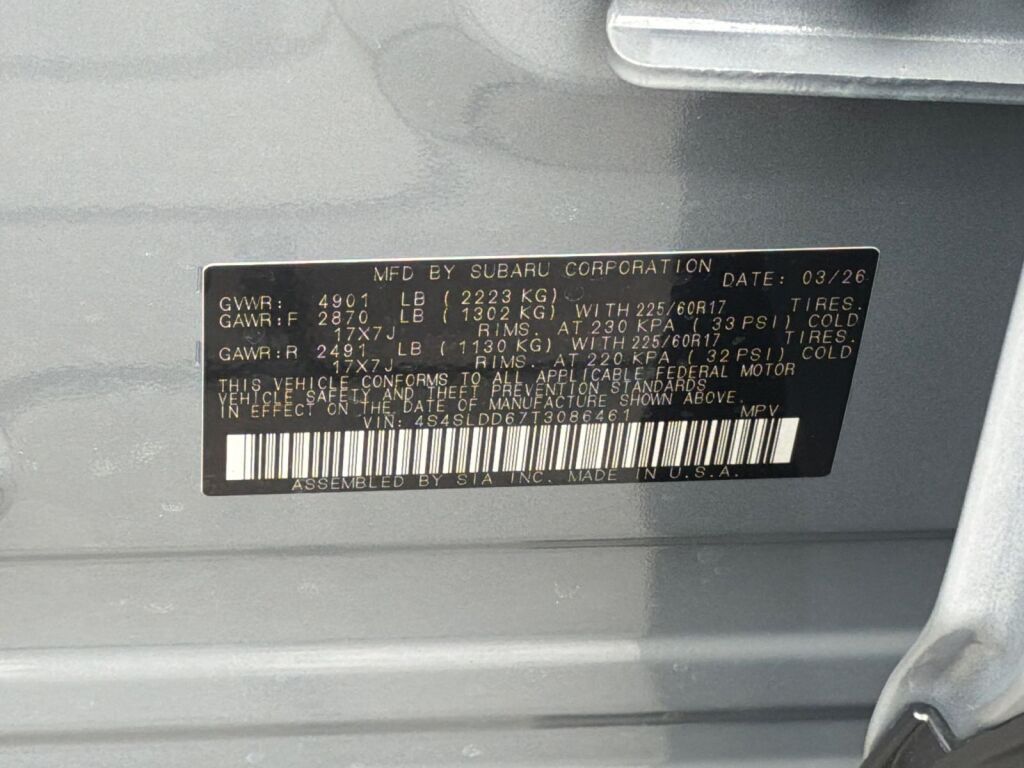 MFD BY SUBARU CORPORATION DATE: 03/26
GVWR: 4901 LB ( 2223 KG)
GAWR:F 2870 LB ( 1302 KG) WITH 225/60R17 TIRES.
17X7J RIMS. AT 230 KPA ( 33 PSI) COLD
GAWR:R 2491 LB ( 1130 KG) WITH 225/60R17 TIRES.
17X7J RIMS. AT 220 KPA ( 32 PSI) COLD
THIS VEHICLE CONFORMS TO ALL APPLICABLE FEDERAL MOTOR
VEHICLE SAFETY AND THEFT PREVENTION STANDARDS
IN EFFECT ON THE DATE OF MANUFACTURE SHOWN ABOVE.
VIN: 4S4SLDD67T3086461 MPV
ASSEMBLED BY SIA INC. MADE IN U.S.A.